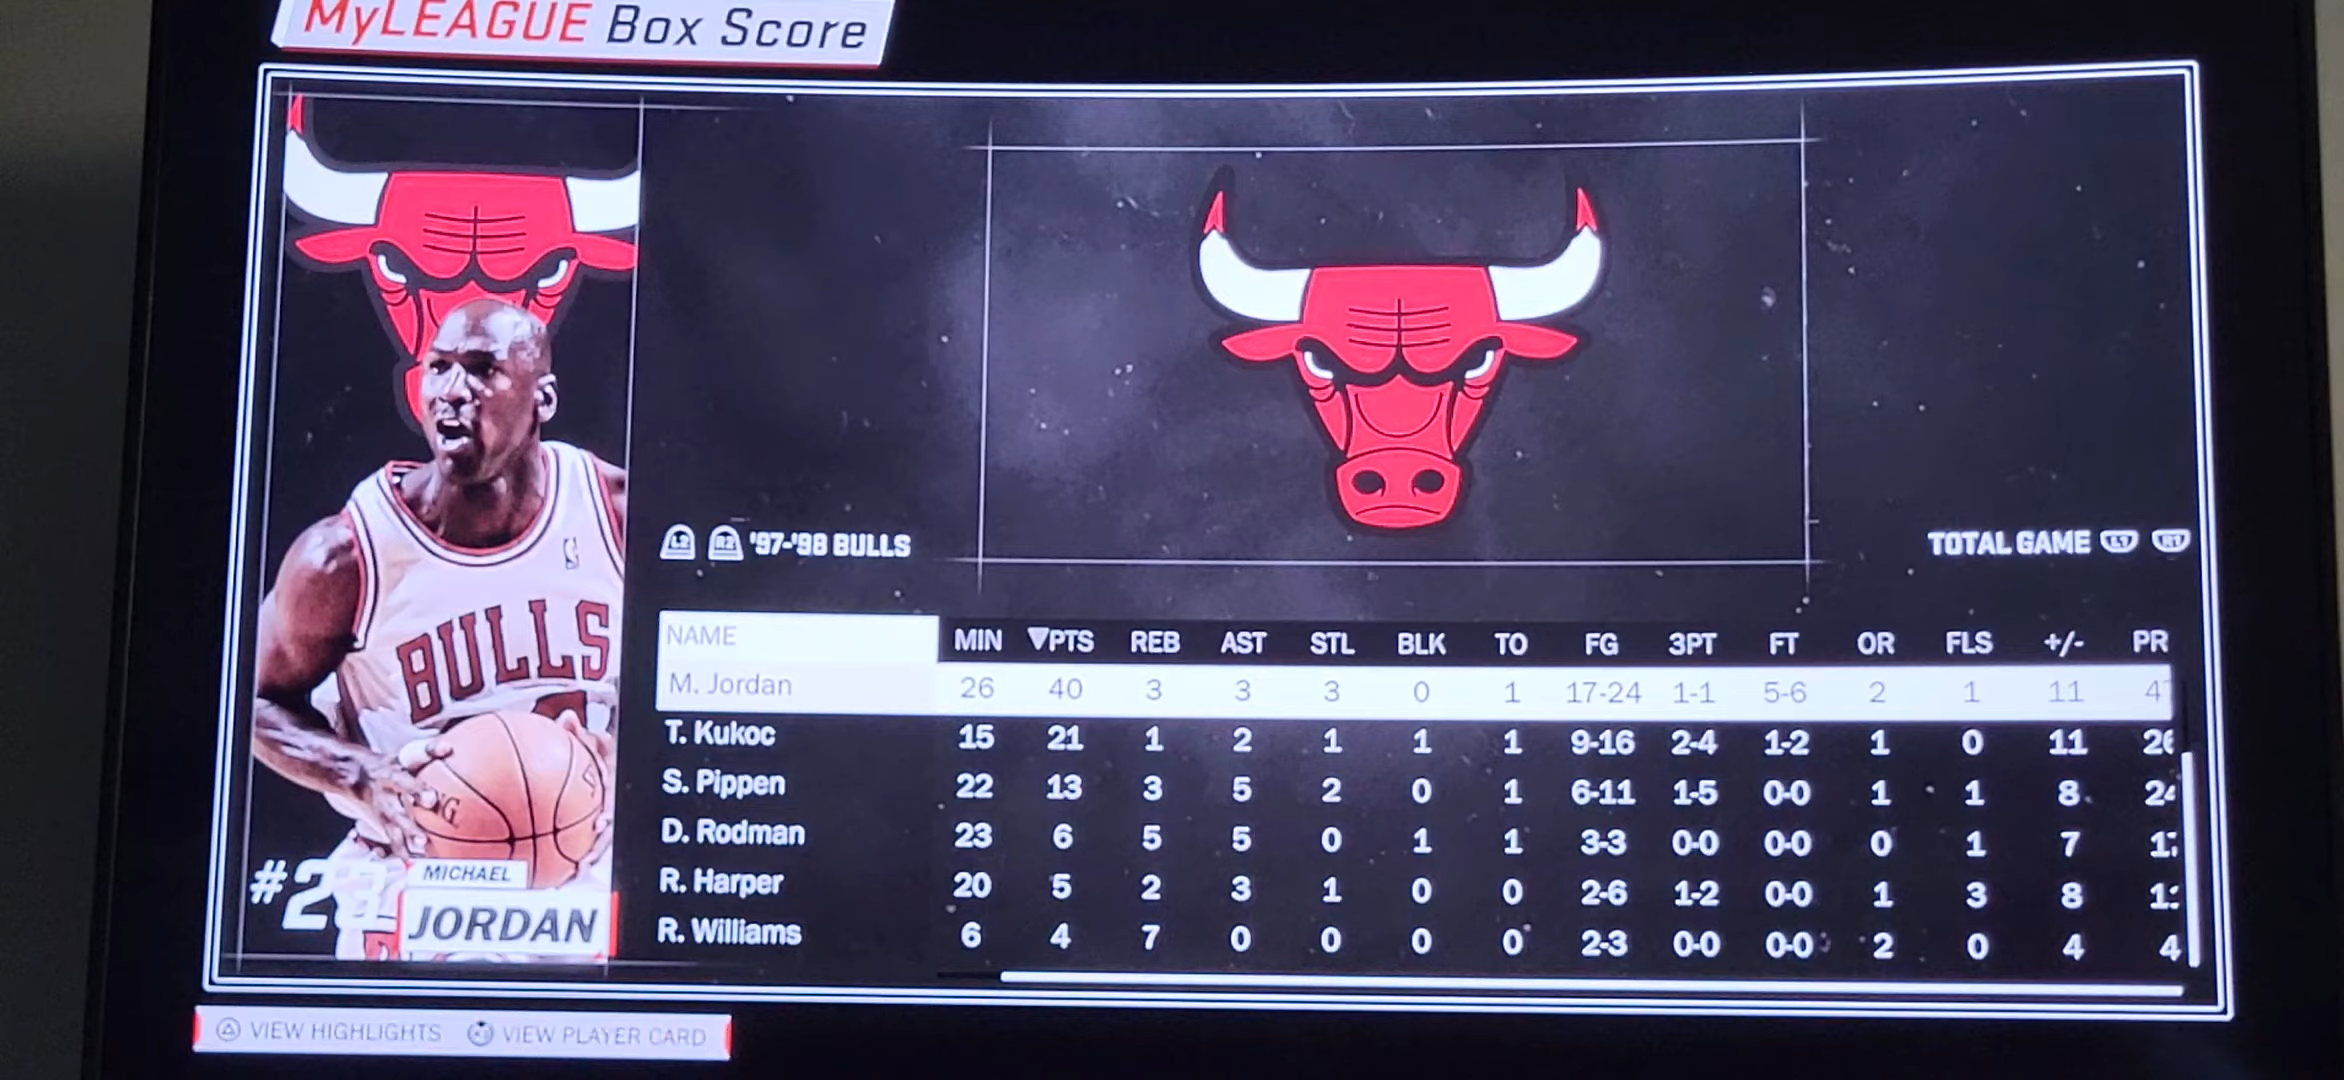 MyLEAGUE Box Score
L2 R2 '97-'98 BULLS
TOTAL GAME L1 R1
NAME MIN ▼PTS REB AST STL BLK TO FG 3PT FT OR FLS +/- PR
M. Jordan 26 40 3 3 3 0 1 17-24 1-1 5-6 2 1 11
T. Kukoc 15 21 1 2 1 1 1 9-16 2-4 1-2 1 0 11
S. Pippen 22 13 3 5 2 0 1 6-11 1-5 0-0 1 1 8
D. Rodman 23 6 5 5 0 1 1 3-3 0-0 0-0 0 1 7
R. Harper 20 5 2 3 1 0 0 2-6 1-2 0-0 1 3 8
R. Williams 6 4 7 0 0 0 0 2-3 0-0 0-0 2 0 4 4
BULLS
MICHAEL
JORDAN
VIEW HIGHLIGHTS VIEW PLAYER CARD